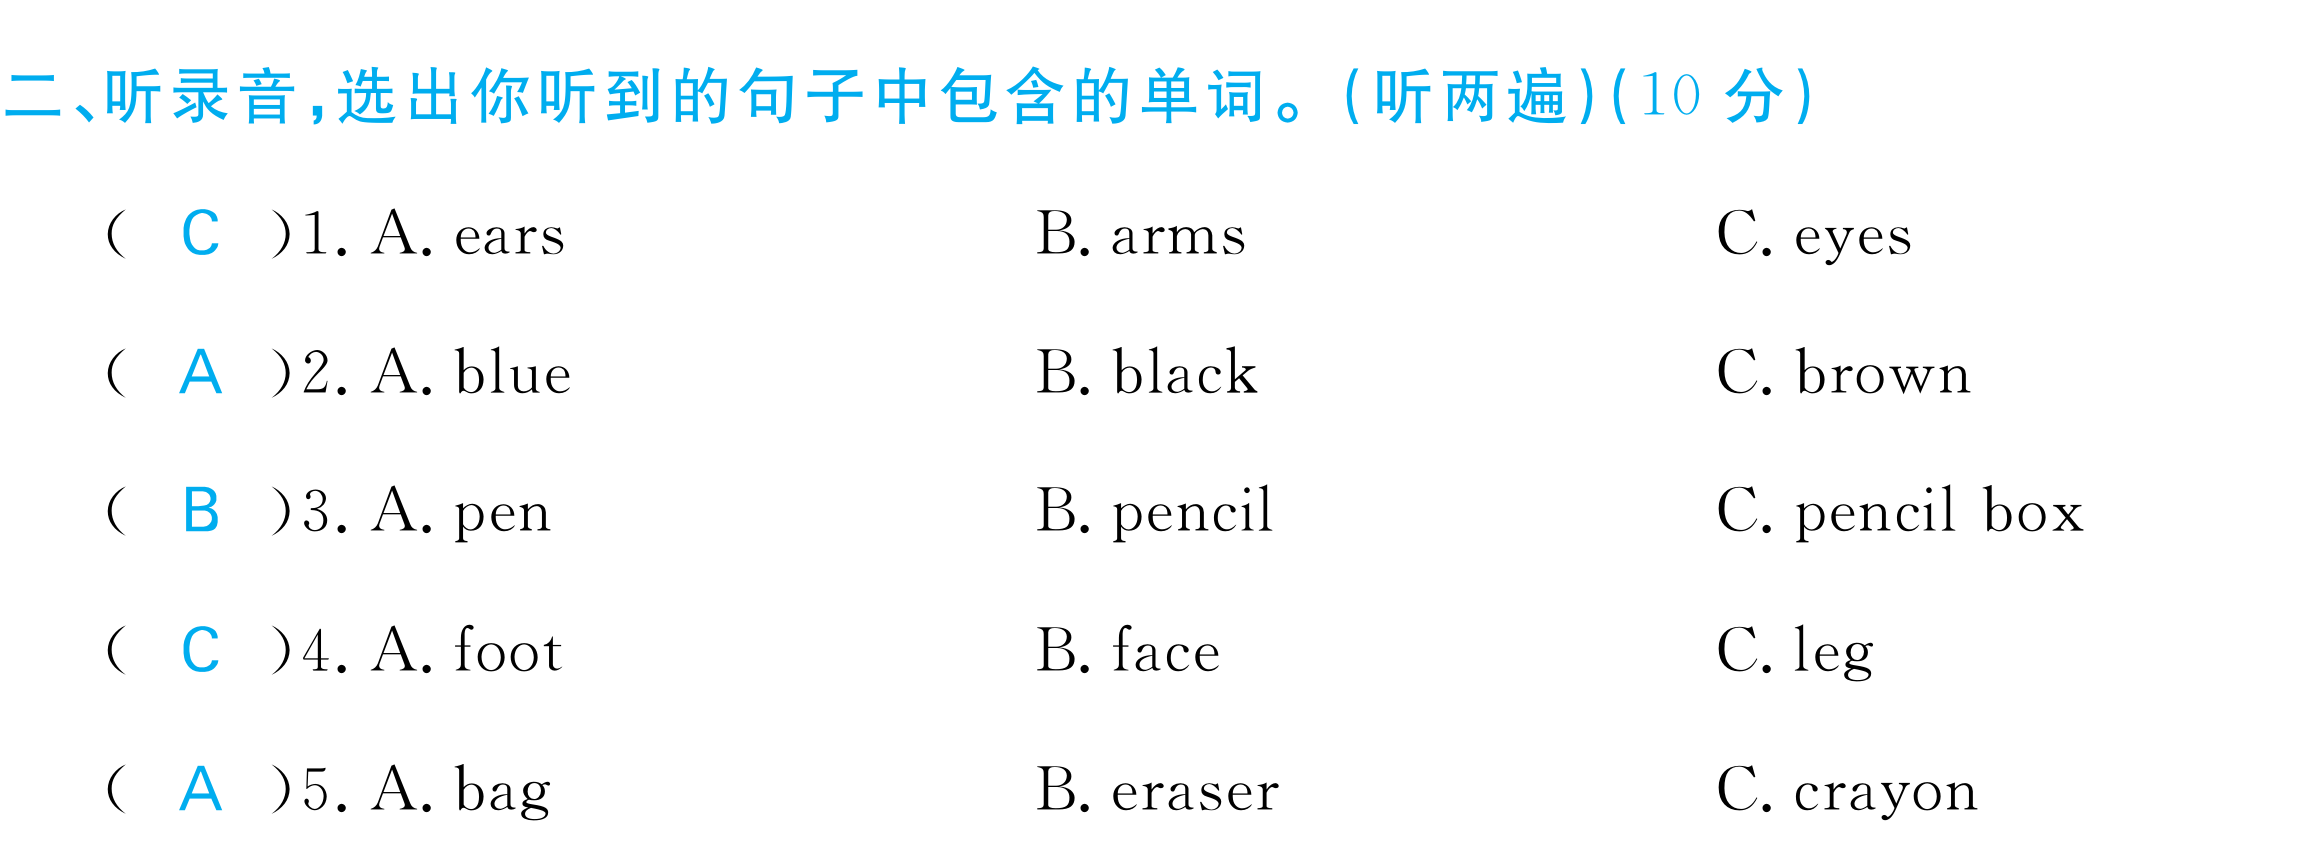 二、听录音,选出你听到的句子中包含的单词。(听两遍)(10 分)
( C )1. A. ears B. arms C. eyes
( A )2. A. blue B. black C. brown
( B )3. A. pen B. pencil C. pencil box
( C )4. A. foot B. face C. leg
( A )5. A. bag B. eraser C. crayon